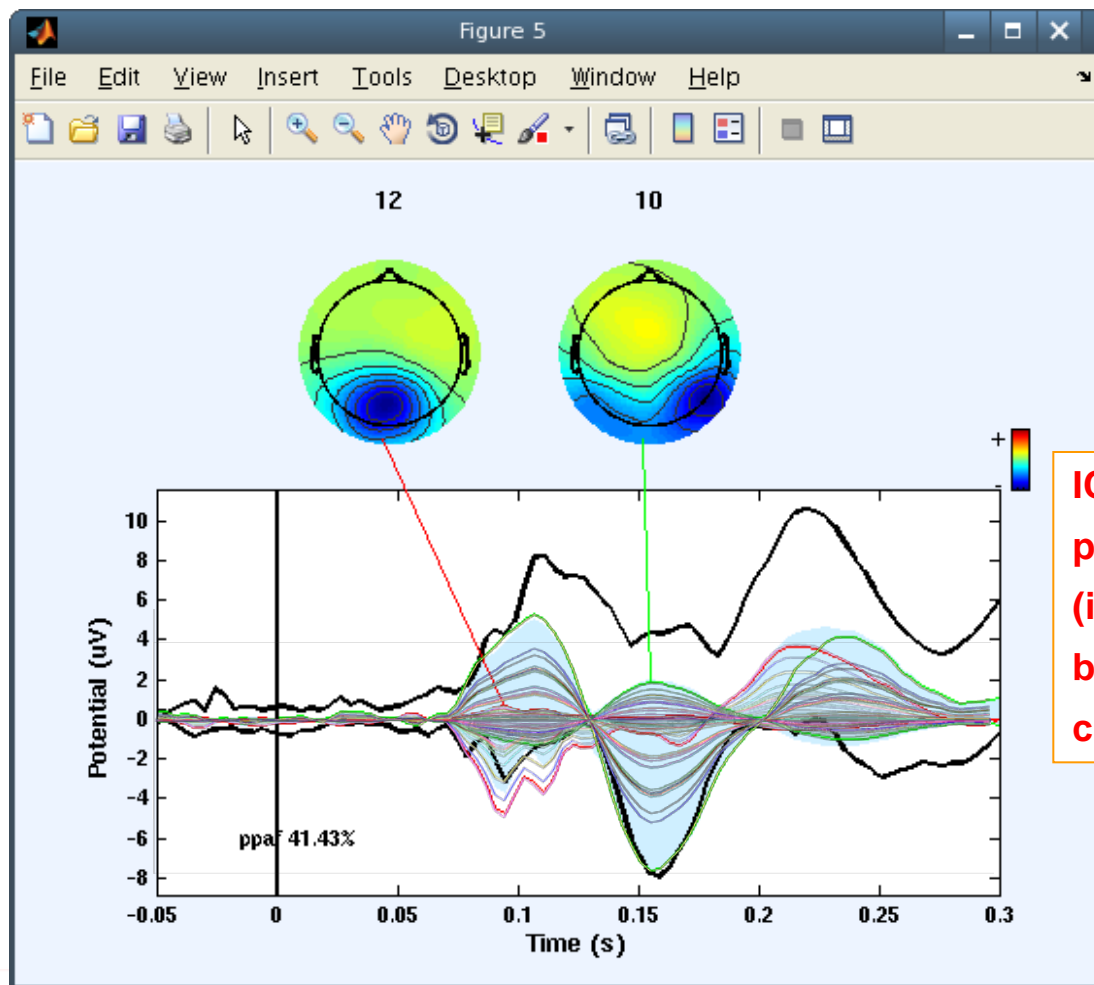 Figure 5
File Edit View Insert Tools Desktop Window Help
12 10
+
-
10
8
6
4
2
0
-2
-4
-6
-8
Potential (uV)
ppaf 41.43%
-0.05 0 0.05 0.1 0.15 0.2 0.25 0.3
Time (s)